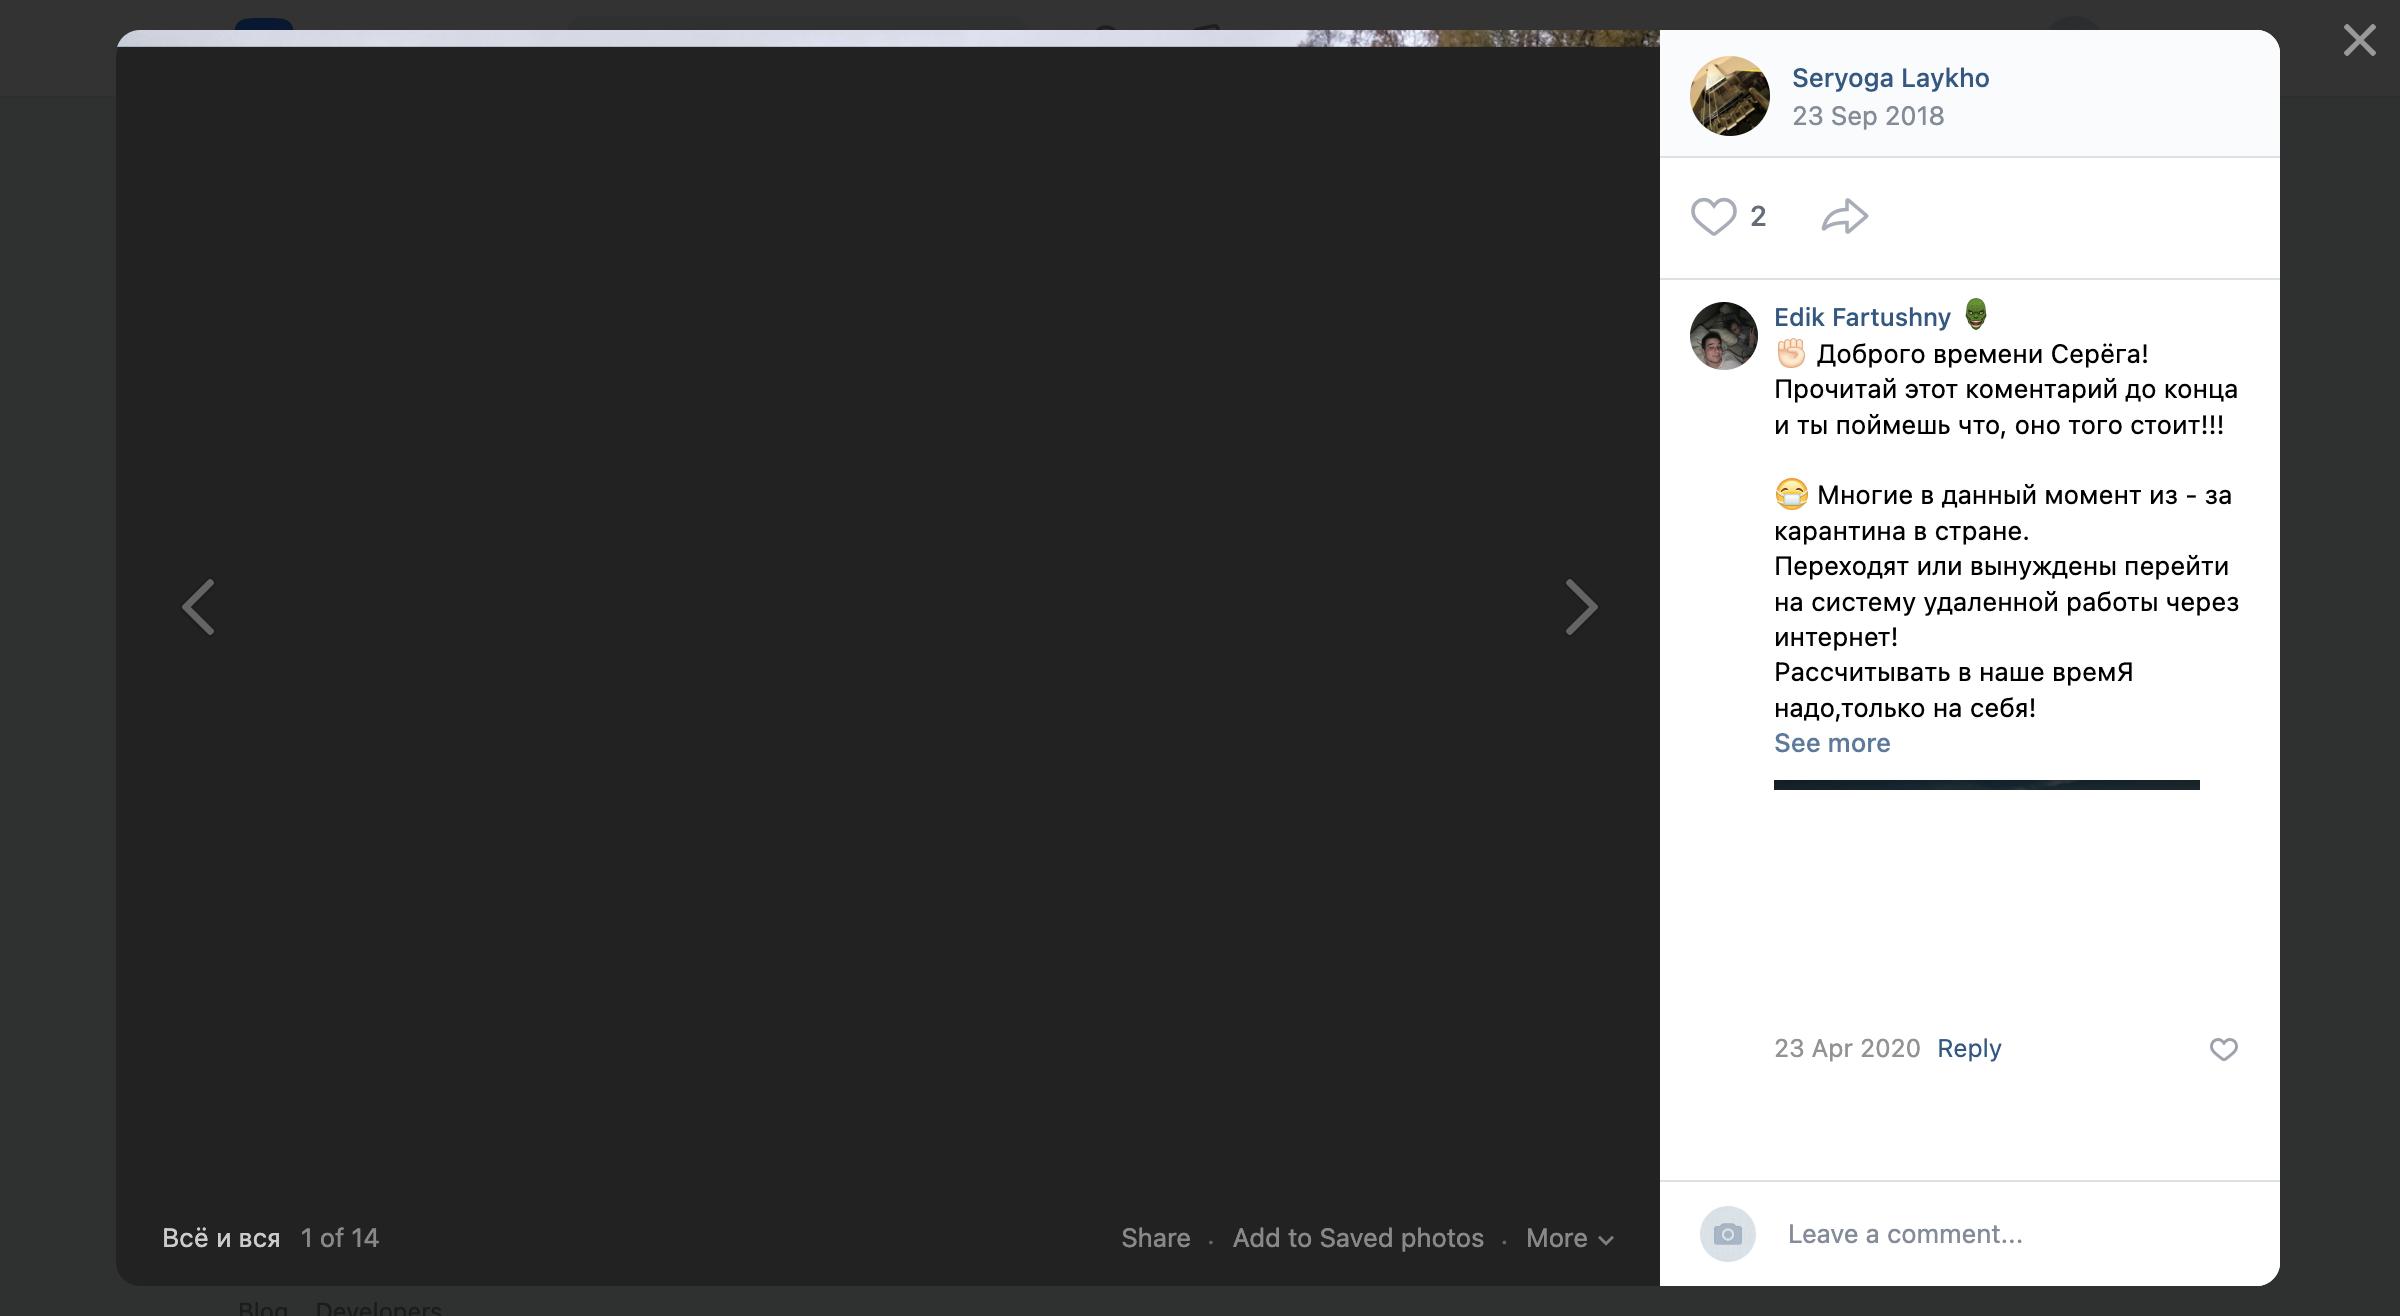 Seryoga Laykho
23 Sep 2018
2
Edik Fartushny
Доброго времени Серёга!
Прочитай этот коментарий до конца
и ты поймешь что, оно того стоит!!!
Многие в данный момент из - за
карантина в стране.
Переходят или вынуждены перейти
на систему удаленной работы через
интернет!
Рассчитывать в наше времЯ
надо,только на себя!
See more
23 Apr 2020 Reply
Всё и вся 1 of 14
Share . Add to Saved photos . More
Leave a comment...
Blog Developers